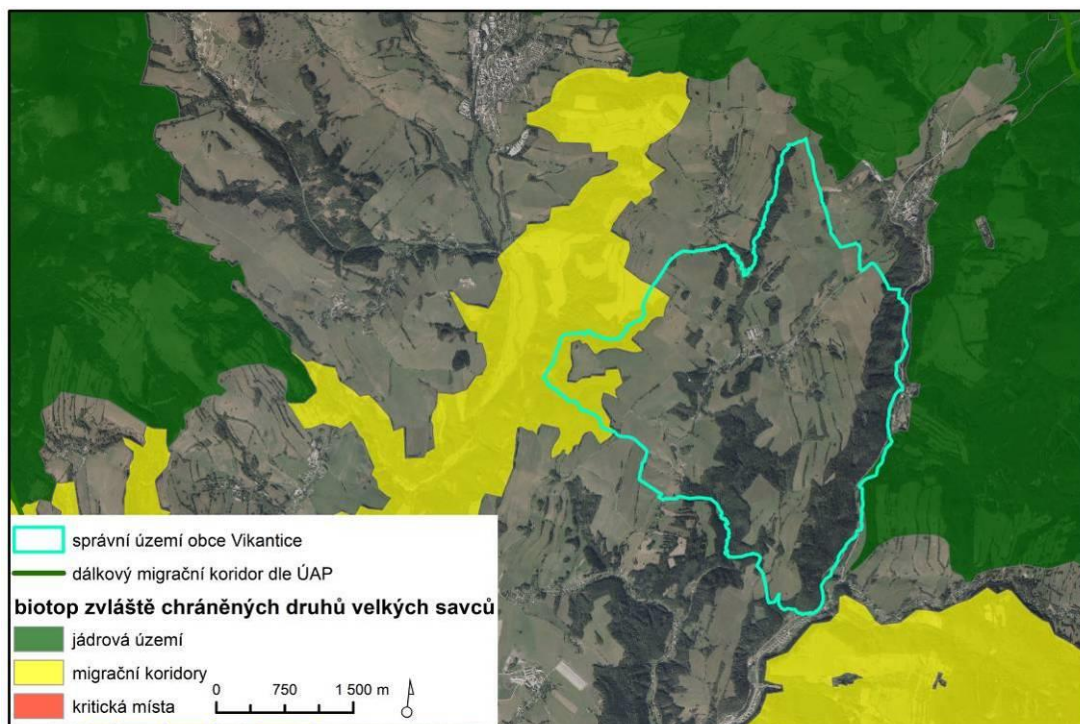 správní území obce Vikantice
dálkový migrační koridor dle ÚAP
biotop zvláště chráněných druhů velkých savců
jádrová území
migrační koridory
kritická místa
0 750 1 500 m